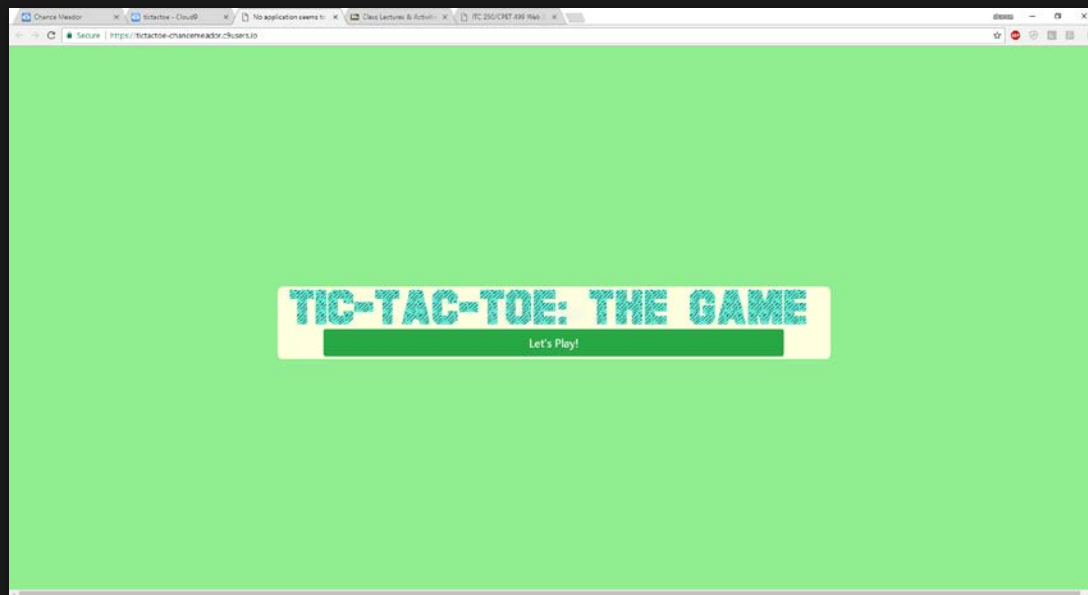 Chance Meador
tictactoe - Cloud9
No application seems to
Class Lectures & Activitie
ITC 250/CPET 499 Web
Secure
https://tictactoe-chancemeador.c9users.io
TIC-TAC-TOE: THE GAME
Let's Play!